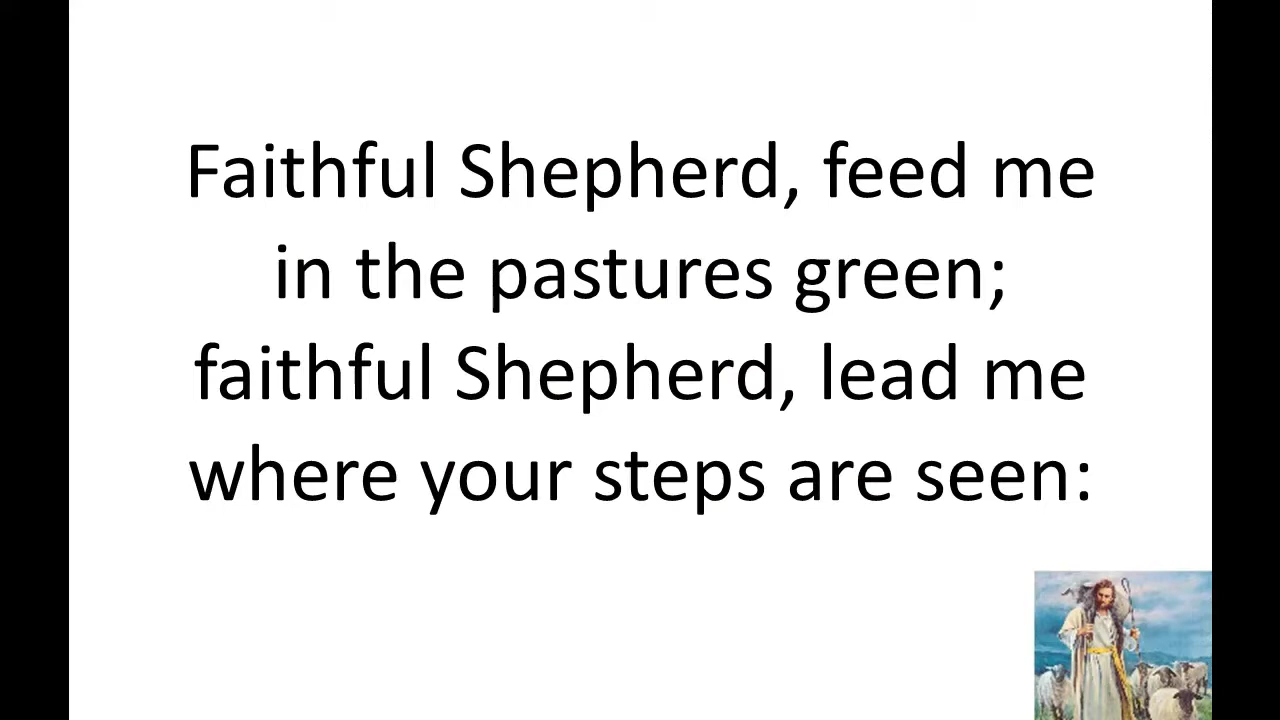 Faithful Shepherd, feed me
in the pastures green;
faithful Shepherd, lead me
where your steps are seen: